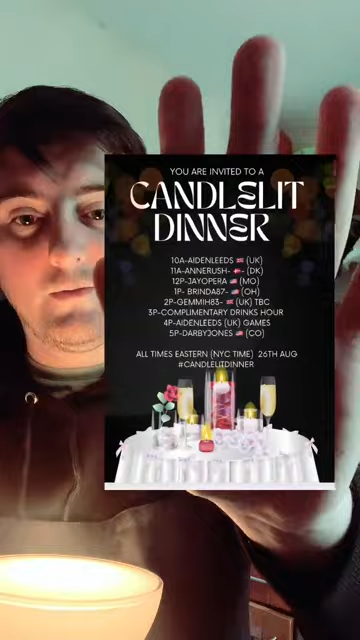 YOU ARE INVITED TO A
CANDLELIT
DINNER
10A-AIDENLEEDS 🇬🇧 (UK)
11A-ANNERUSH- 🇩🇰 (DK)
12P-JAYOPERA 🇺🇸 (MO)
1P- BRINDA87- 🇺🇸 (OH)
2P-GEMMIH83- 🇬🇧 (UK) TBC
3P-COMPLIMENTARY DRINKS HOUR
4P-AIDENLEEDS (UK) GAMES
5P-DARBYJONES 🇺🇸 (CO)
ALL TIMES EASTERN (NYC TIME) 26TH AUG
#CANDLELITDINNER